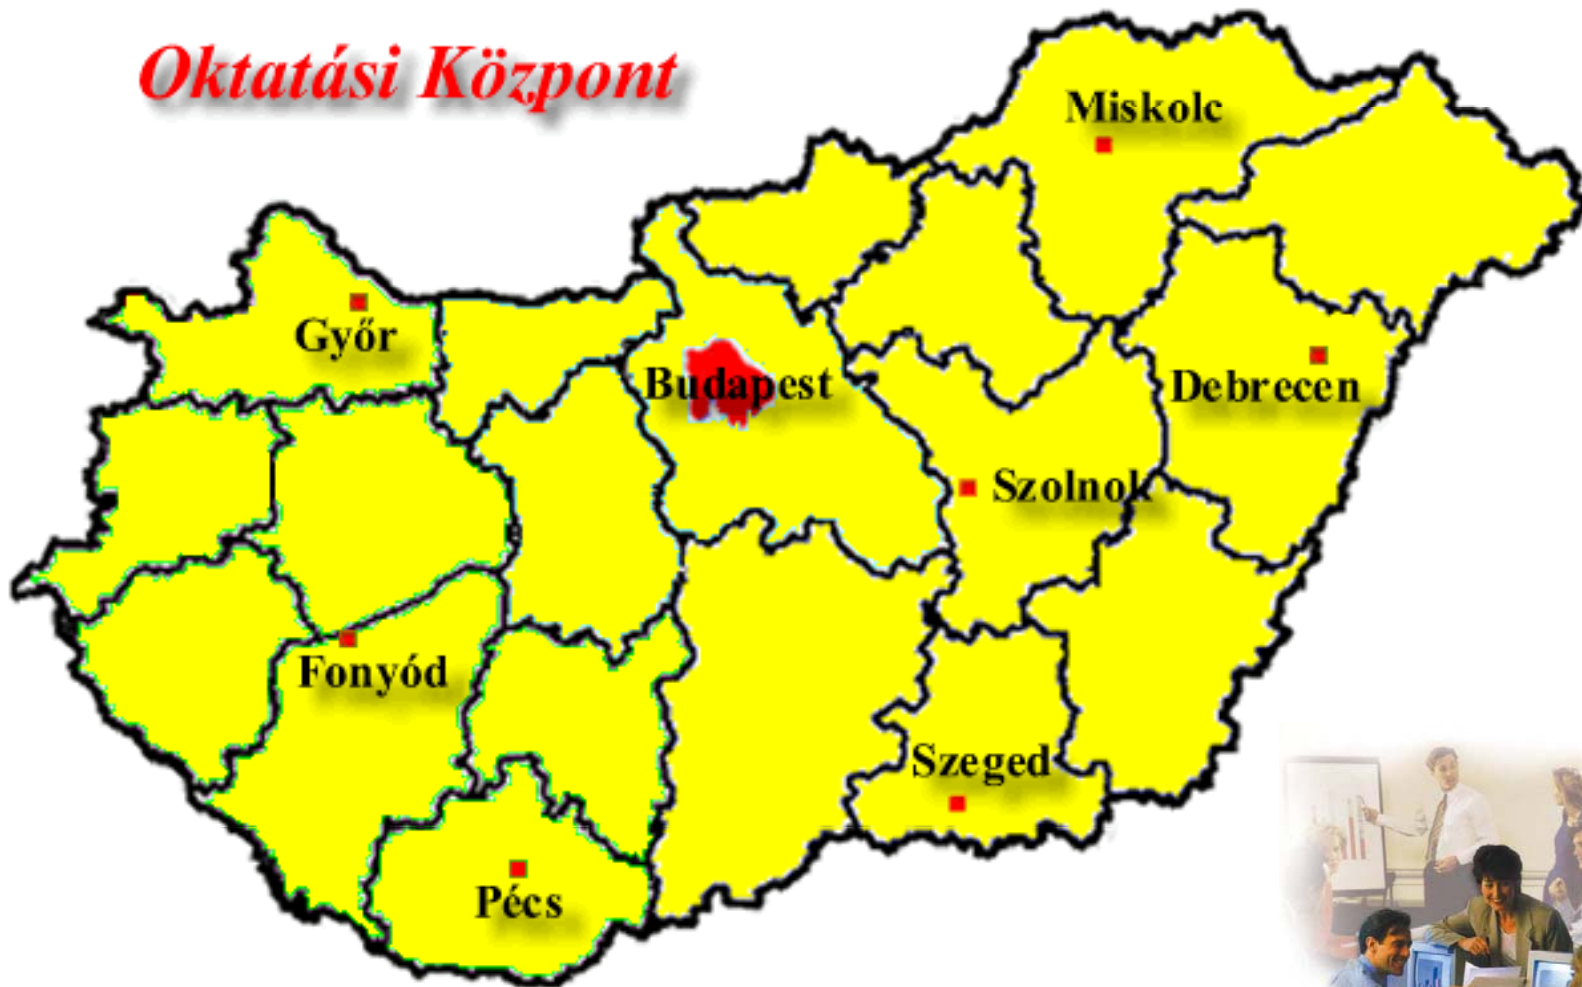 Oktatási Központ
Miskolc
Győr
Budapest
Debrecen
Szolnok
Fonyód
Szeged
Pécs